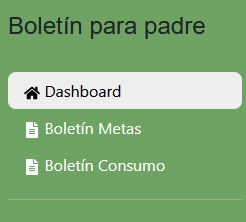 Boletín para padre
Dashboard
Boletín Metas
Boletín Consumo